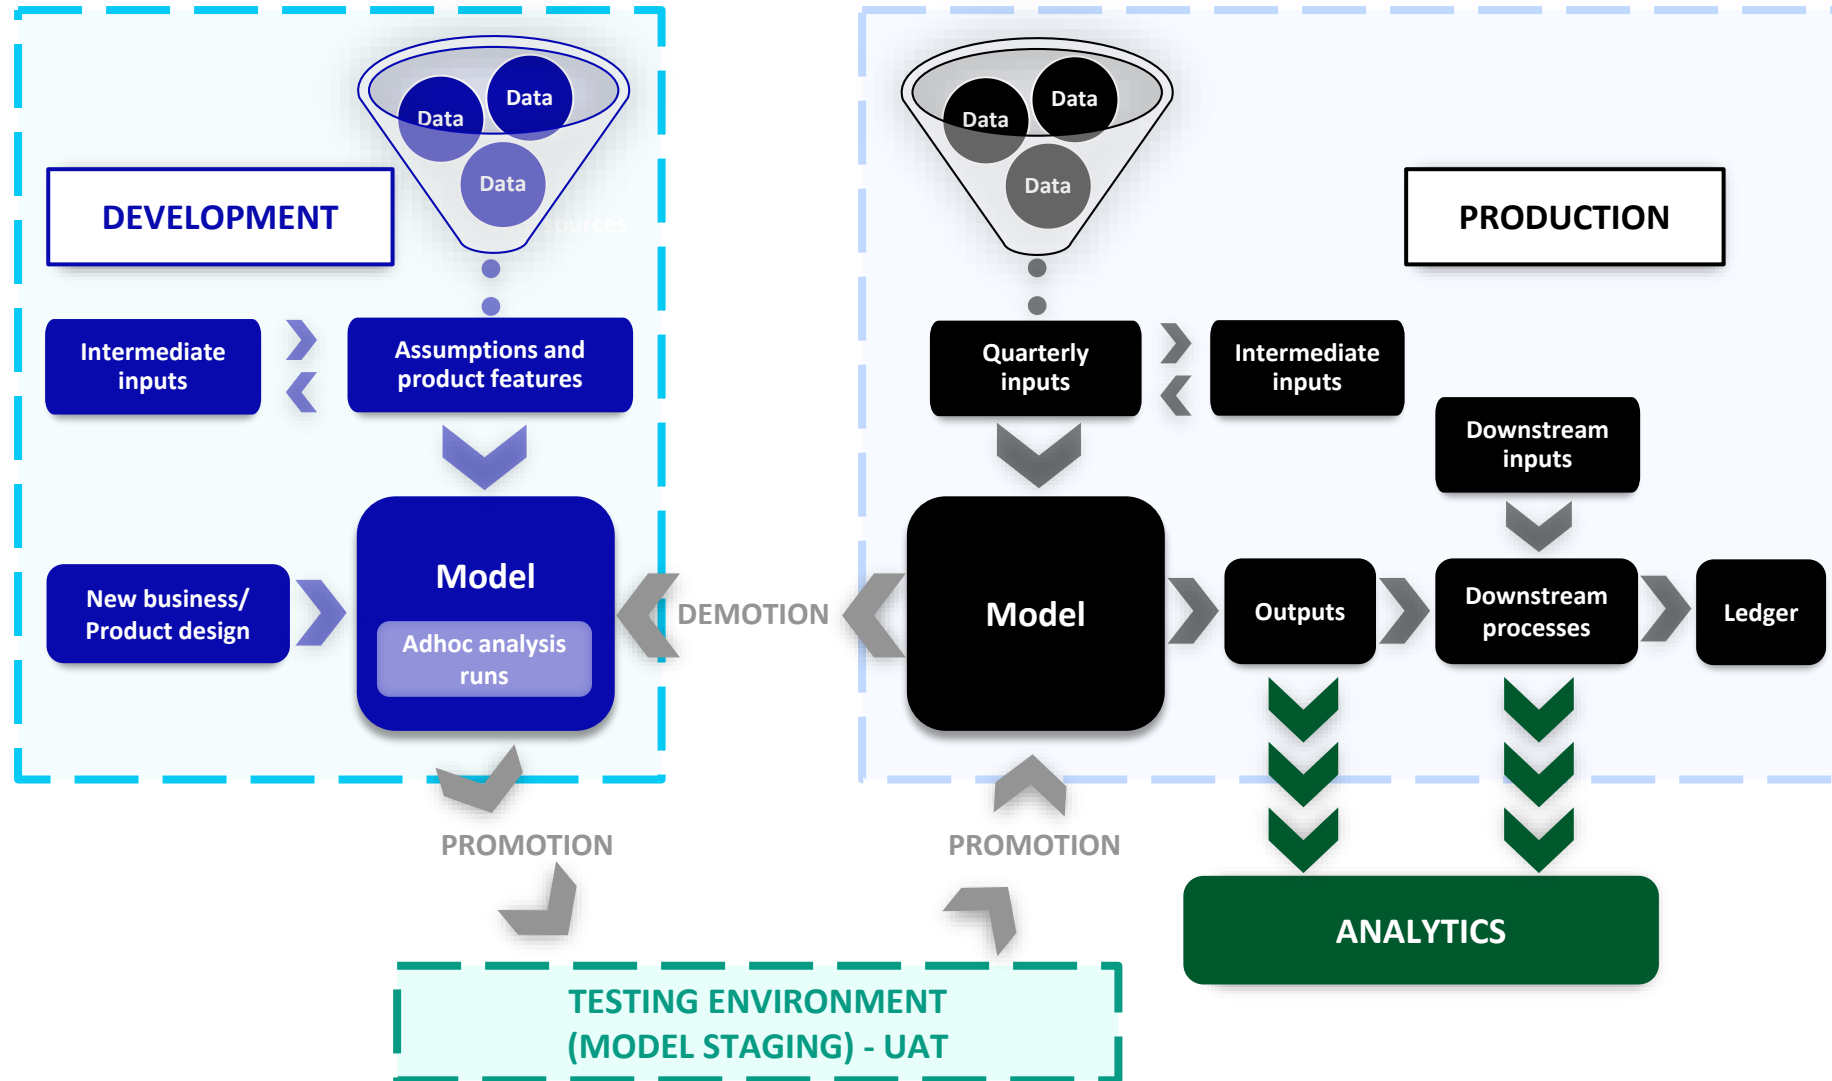 Data
Data
Data
DEVELOPMENT
ources
Intermediate
inputs
Assumptions and
product features
New business/
Product design
Model
Adhoc analysis
runs
DEMOTION
PROMOTION
Data
Data
Data
PRODUCTION
Quarterly
inputs
Intermediate
inputs
Downstream
inputs
Model
Outputs
Downstream
processes
Ledger
PROMOTION
ANALYTICS
TESTING ENVIRONMENT
(MODEL STAGING) - UAT